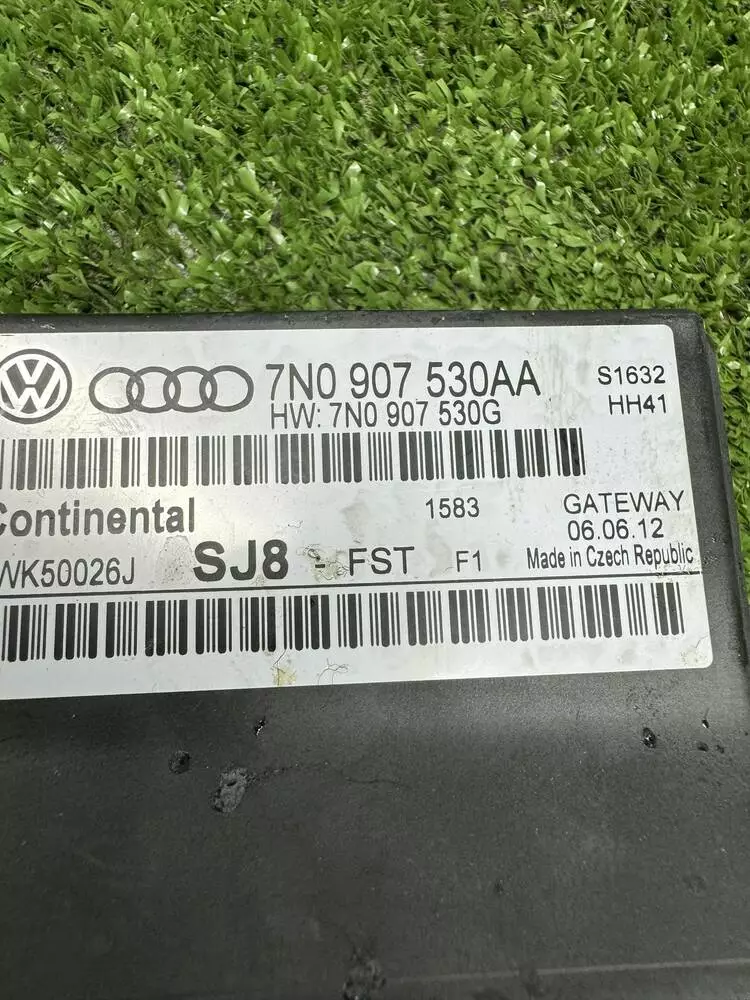 7N0 907 530AA
S1632
HW: 7N0 907 530G
HH41
Continental
1583
GATEWAY
06.06.12
WK50026J
SJ8 - FST
F1
Made in Czech Republic